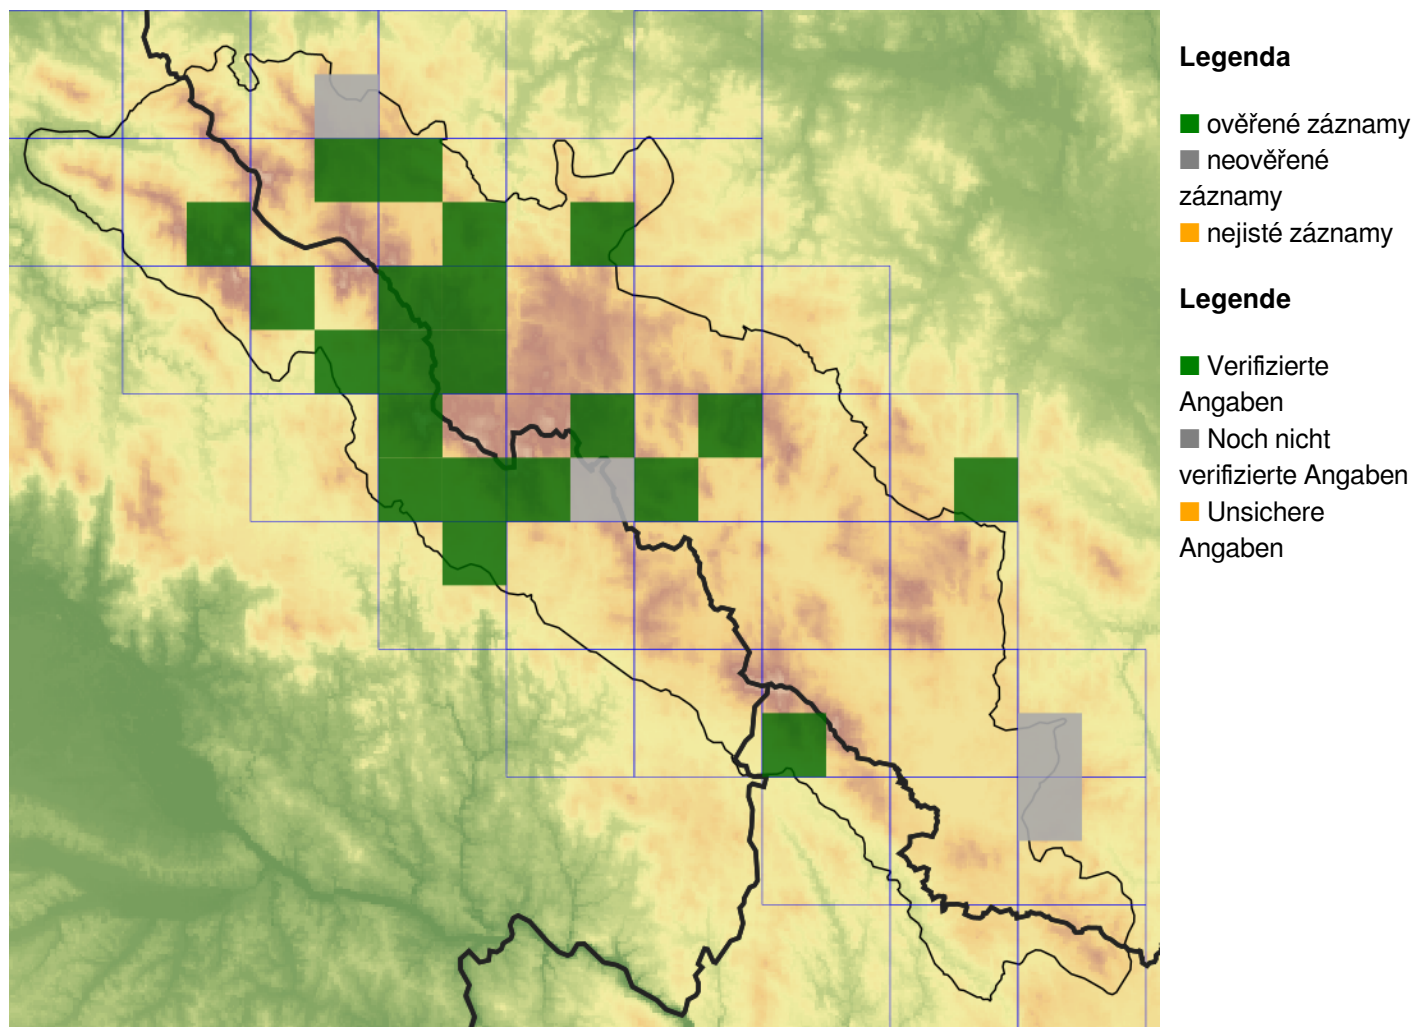 Legenda
ověřené záznamy
neověřené
záznamy
nejisté záznamy
Legende
Verifizierte
Angaben
Noch nicht
verifizierte Angaben
Unsichere
Angaben